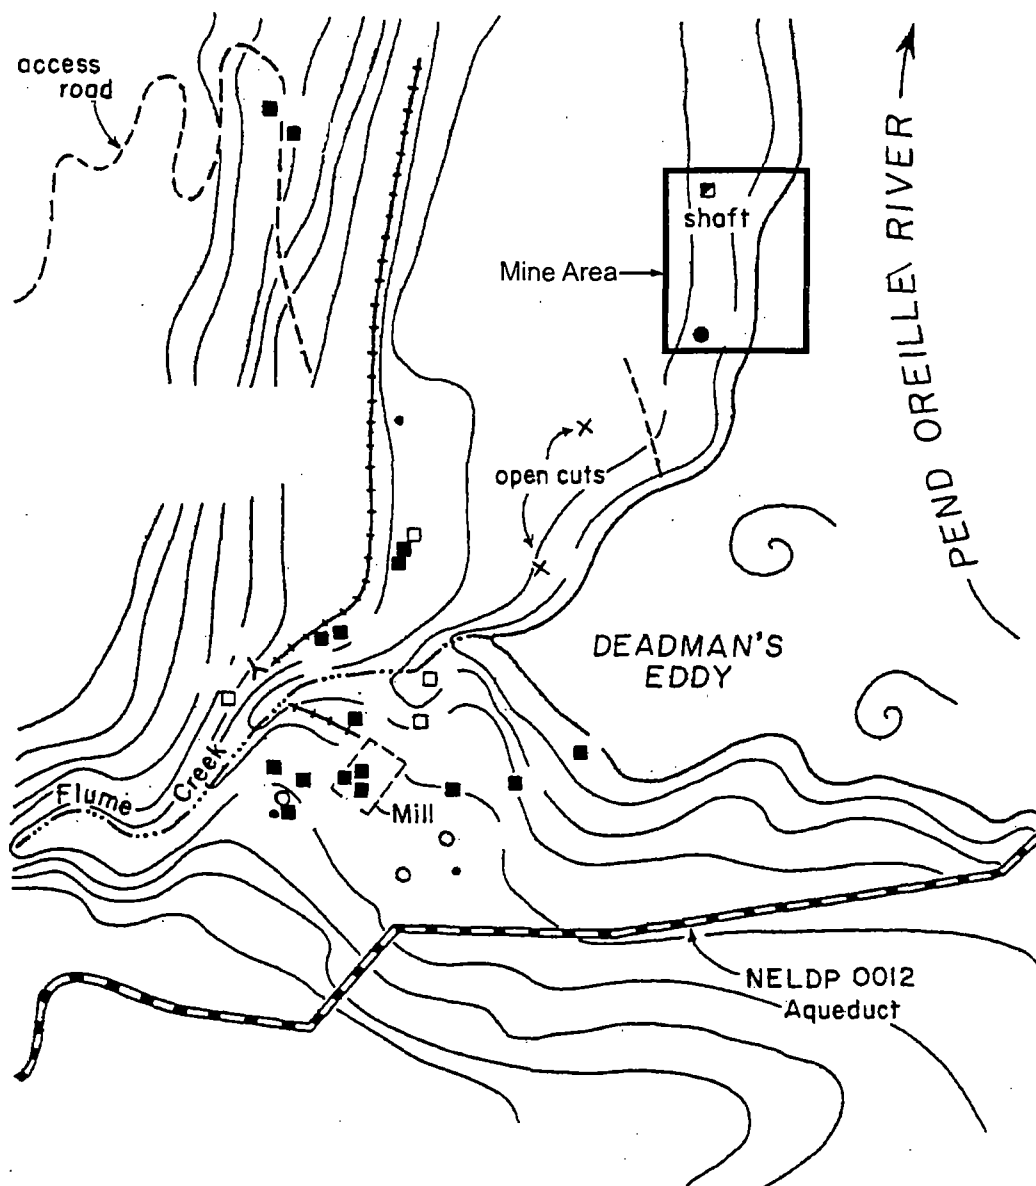 access
road
PEND OREILLE RIVER
shaft
Mine Area
open cuts
DEADMAN'S
EDDY
Flume Creek
Mill
NELDP 0012
Aqueduct